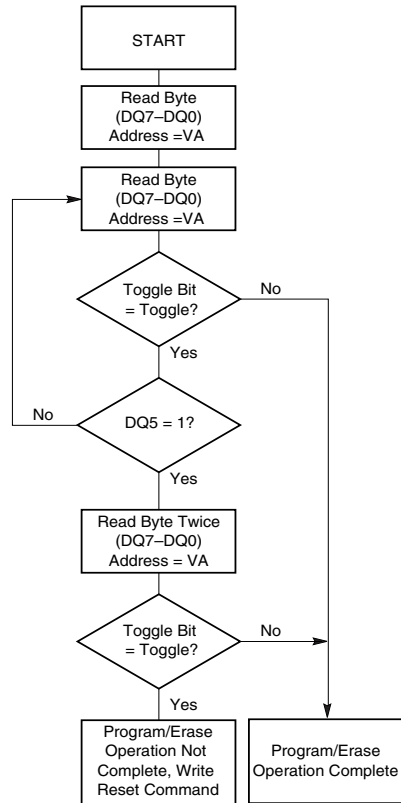 START
Read Byte
(DQ7–DQ0)
Address =VA
Read Byte
(DQ7–DQ0)
Address =VA
Toggle Bit
= Toggle?
No
Yes
No
DQ5 = 1?
Yes
Read Byte Twice
(DQ7–DQ0)
Address = VA
Toggle Bit
= Toggle?
No
Yes
Program/Erase
Operation Not
Complete, Write
Reset Command
Program/Erase
Operation Complete